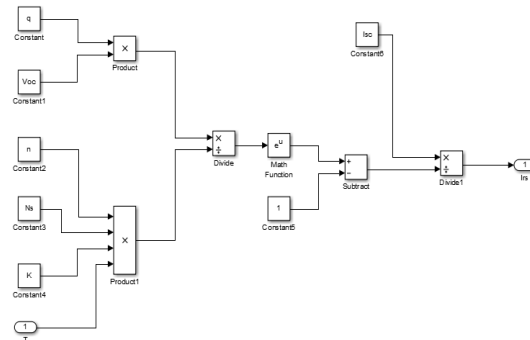 q
Constant
×
Product
Voc
Constant1
n
Constant2
Ns
Constant3
K
Constant4
1
T
×
Product1
×
÷
Divide
e^u
Math
Function
1
Constant5
+
−
Subtract
Isc
Constant6
×
÷
Divide1
1
Irs